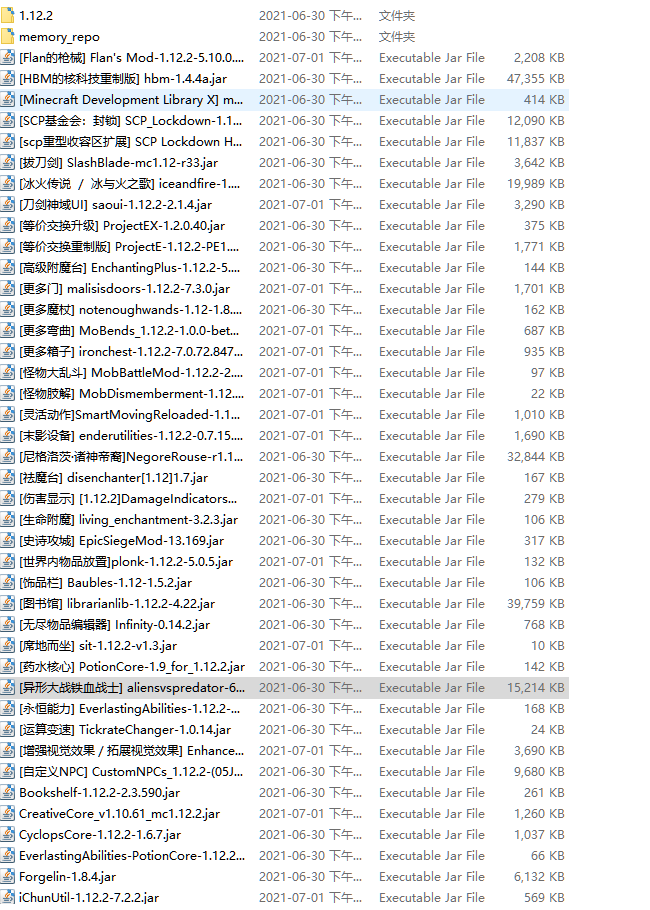 1.12.2 2021-06-30 下午... 文件夹
memory_repo 2021-06-30 下午... 文件夹
[Flan的枪械] Flan's Mod-1.12.2-5.10.0.... 2021-07-01 下午... Executable Jar File 2,208 KB
[HBM的核科技重制版] hbm-1.4.4a.jar 2021-06-30 下午... Executable Jar File 47,355 KB
[Minecraft Development Library X] m... 2021-06-30 下午... Executable Jar File 414 KB
[SCP基金会：封锁] SCP_Lockdown-1.1... 2021-06-30 下午... Executable Jar File 12,090 KB
[scp重型收容区扩展] SCP Lockdown H... 2021-06-30 下午... Executable Jar File 11,837 KB
[拔刀剑] SlashBlade-mc1.12-r33.jar 2021-06-30 下午... Executable Jar File 3,642 KB
[冰火传说 / 冰与火之歌] iceandfire-1.... 2021-06-30 下午... Executable Jar File 19,989 KB
[刀剑神域UI] saoui-1.12.2-2.1.4.jar 2021-07-01 下午... Executable Jar File 3,290 KB
[等价交换升级] ProjectEX-1.2.0.40.jar 2021-06-30 下午... Executable Jar File 375 KB
[等价交换重制版] ProjectE-1.12.2-PE1.... 2021-06-30 下午... Executable Jar File 1,771 KB
[高级附魔台] EnchantingPlus-1.12.2-5.... 2021-06-30 下午... Executable Jar File 144 KB
[更多门] malisisdoors-1.12.2-7.3.0.jar 2021-07-01 下午... Executable Jar File 1,701 KB
[更多魔杖] notenoughwands-1.12-1.8.... 2021-06-30 下午... Executable Jar File 162 KB
[更多弯曲] MoBends_1.12.2-1.0.0-bet... 2021-07-01 下午... Executable Jar File 687 KB
[更多箱子] ironchest-1.12.2-7.0.72.847... 2021-07-01 下午... Executable Jar File 935 KB
[怪物大乱斗] MobBattleMod-1.12.2-2.... 2021-07-01 下午... Executable Jar File 97 KB
[怪物肢解] MobDismemberment-1.12.... 2021-07-01 下午... Executable Jar File 22 KB
[灵活动作]SmartMovingReloaded-1.1... 2021-07-01 下午... Executable Jar File 1,010 KB
[末影设备] enderutilities-1.12.2-0.7.15.... 2021-07-01 下午... Executable Jar File 1,690 KB
[尼格洛茨·诸神帝裔]NegoreRouse-r1.1... 2021-06-30 下午... Executable Jar File 32,844 KB
[祛魔台] disenchanter[1.12]1.7.jar 2021-06-30 下午... Executable Jar File 167 KB
[伤害显示] [1.12.2]DamageIndicators... 2021-07-01 下午... Executable Jar File 279 KB
[生命附魔] living_enchantment-3.2.3.jar 2021-06-30 下午... Executable Jar File 106 KB
[史诗攻城] EpicSiegeMod-13.169.jar 2021-06-30 下午... Executable Jar File 317 KB
[世界内物品放置]plonk-1.12.2-5.0.5.jar 2021-07-01 下午... Executable Jar File 132 KB
[饰品栏] Baubles-1.12-1.5.2.jar 2021-06-30 下午... Executable Jar File 106 KB
[图书馆] librarianlib-1.12.2-4.22.jar 2021-06-30 下午... Executable Jar File 39,759 KB
[无尽物品编辑器] Infinity-0.14.2.jar 2021-06-30 下午... Executable Jar File 768 KB
[席地而坐] sit-1.12.2-v1.3.jar 2021-07-01 下午... Executable Jar File 10 KB
[药水核心] PotionCore-1.9_for_1.12.2.jar 2021-06-30 下午... Executable Jar File 142 KB
[异形大战铁血战士] aliensvspredator-6... 2021-06-30 下午... Executable Jar File 15,214 KB
[永恒能力] EverlastingAbilities-1.12.2-... 2021-06-30 下午... Executable Jar File 168 KB
[运算变速] TickrateChanger-1.0.14.jar 2021-06-30 下午... Executable Jar File 24 KB
[增强视觉效果 / 拓展视觉效果] Enhance... 2021-07-01 下午... Executable Jar File 3,690 KB
[自定义NPC] CustomNPCs_1.12.2-(05J... 2021-06-30 下午... Executable Jar File 9,680 KB
Bookshelf-1.12.2-2.3.590.jar 2021-06-30 下午... Executable Jar File 261 KB
CreativeCore_v1.10.61_mc1.12.2.jar 2021-07-01 下午... Executable Jar File 1,260 KB
CyclopsCore-1.12.2-1.6.7.jar 2021-06-30 下午... Executable Jar File 1,037 KB
EverlastingAbilities-PotionCore-1.12.2... 2021-06-30 下午... Executable Jar File 66 KB
Forgelin-1.8.4.jar 2021-06-30 下午... Executable Jar File 6,132 KB
iChunUtil-1.12.2-7.2.2.jar 2021-07-01 下午... Executable Jar File 569 KB